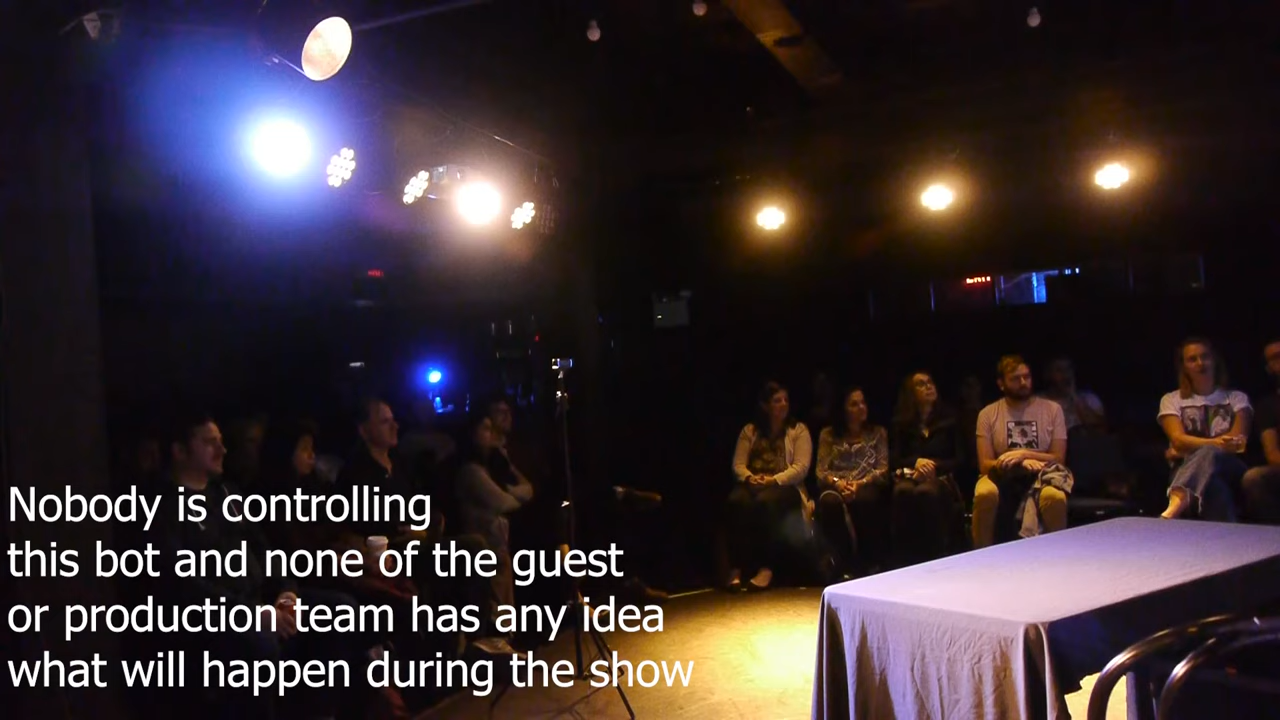 Nobody is controlling
this bot and none of the guest
or production team has any idea
what will happen during the show